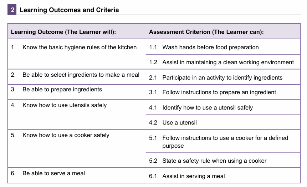 2 Learning Outcomes and Criteria
Learning Outcome (The Learner will):
Assessment Criterion (The Learner can):
1 Know the basic hygiene rules of the kitchen
1.1 Wash hands before food preparation
1.2 Assist in maintaining a clean working environment
2 Be able to select ingredients to make a meal
2.1 Participate in an activity to identify ingredients
3 Be able to prepare ingredients
3.1 Follow instructions to prepare an ingredient
4 Know how to use utensils safely
4.1 Identify how to use a utensil safely
4.2 Use a utensil
5 Know how to use a cooker safely
5.1 Follow instructions to use a cooker for a defined
purpose
5.2 State a safety rule when using a cooker
6 Be able to serve a meal
6.1 Assist in serving a meal